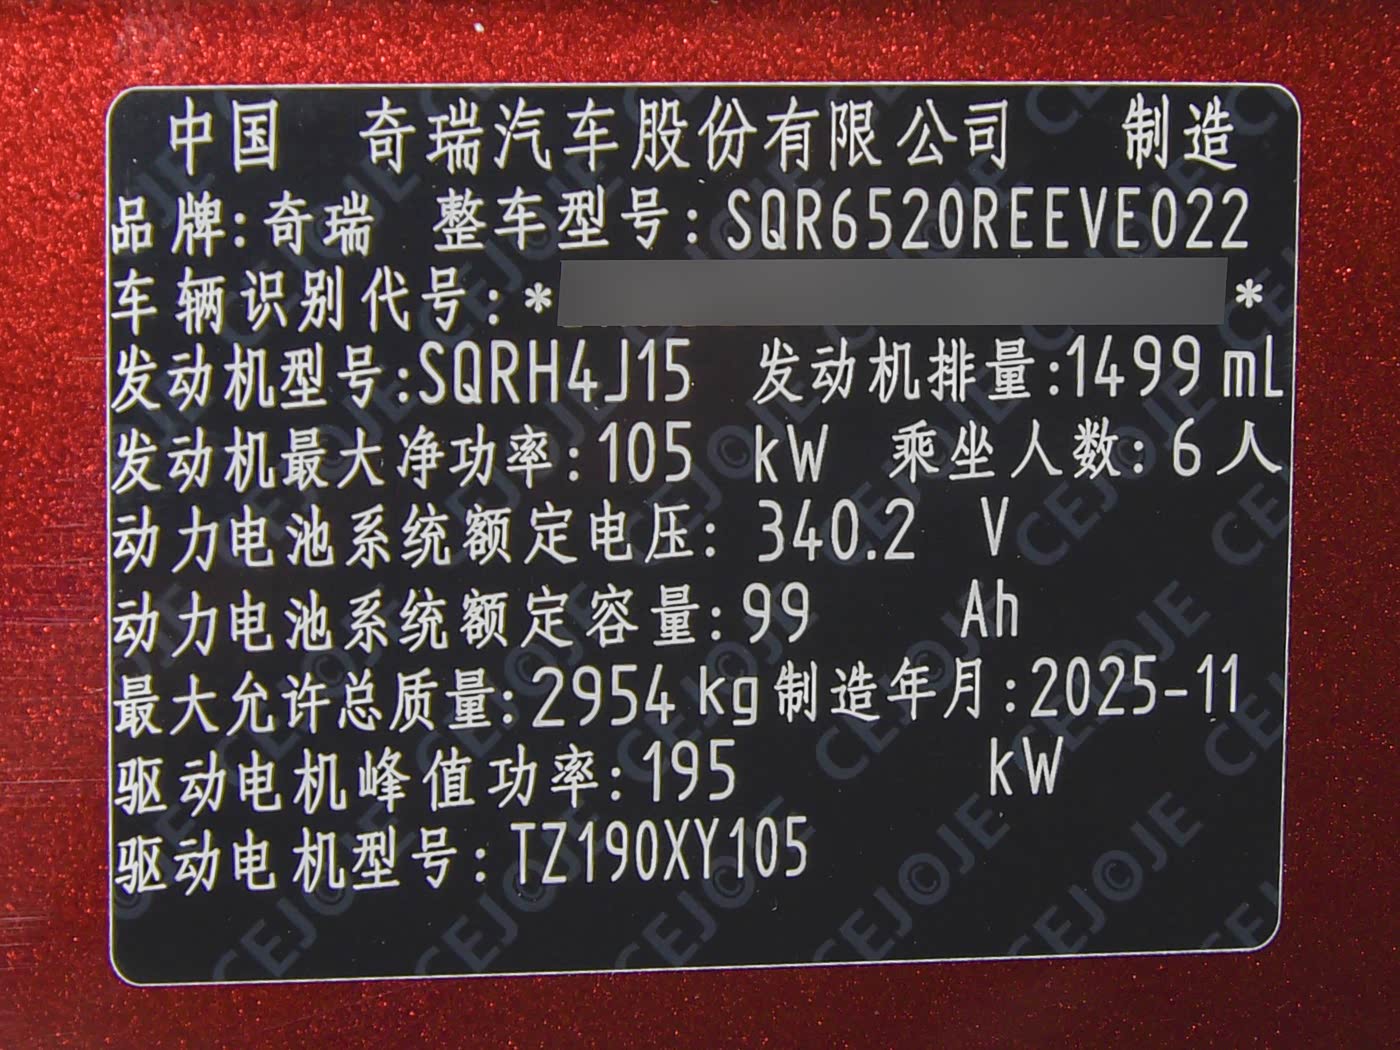 中国 奇瑞汽车股份有限公司 制造
品牌:奇瑞 整车型号:SQR6520REEVE022
车辆识别代号:* *
发动机型号:SQRH4J15 发动机排量:1499 mL
发动机最大净功率:105 kW 乘坐人数:6人
动力电池系统额定电压: 340.2 V
动力电池系统额定容量:99 Ah
最大允许总质量:2954 kg 制造年月:2025-11
驱动电机峰值功率:195 kW
驱动电机型号:TZ190XY105